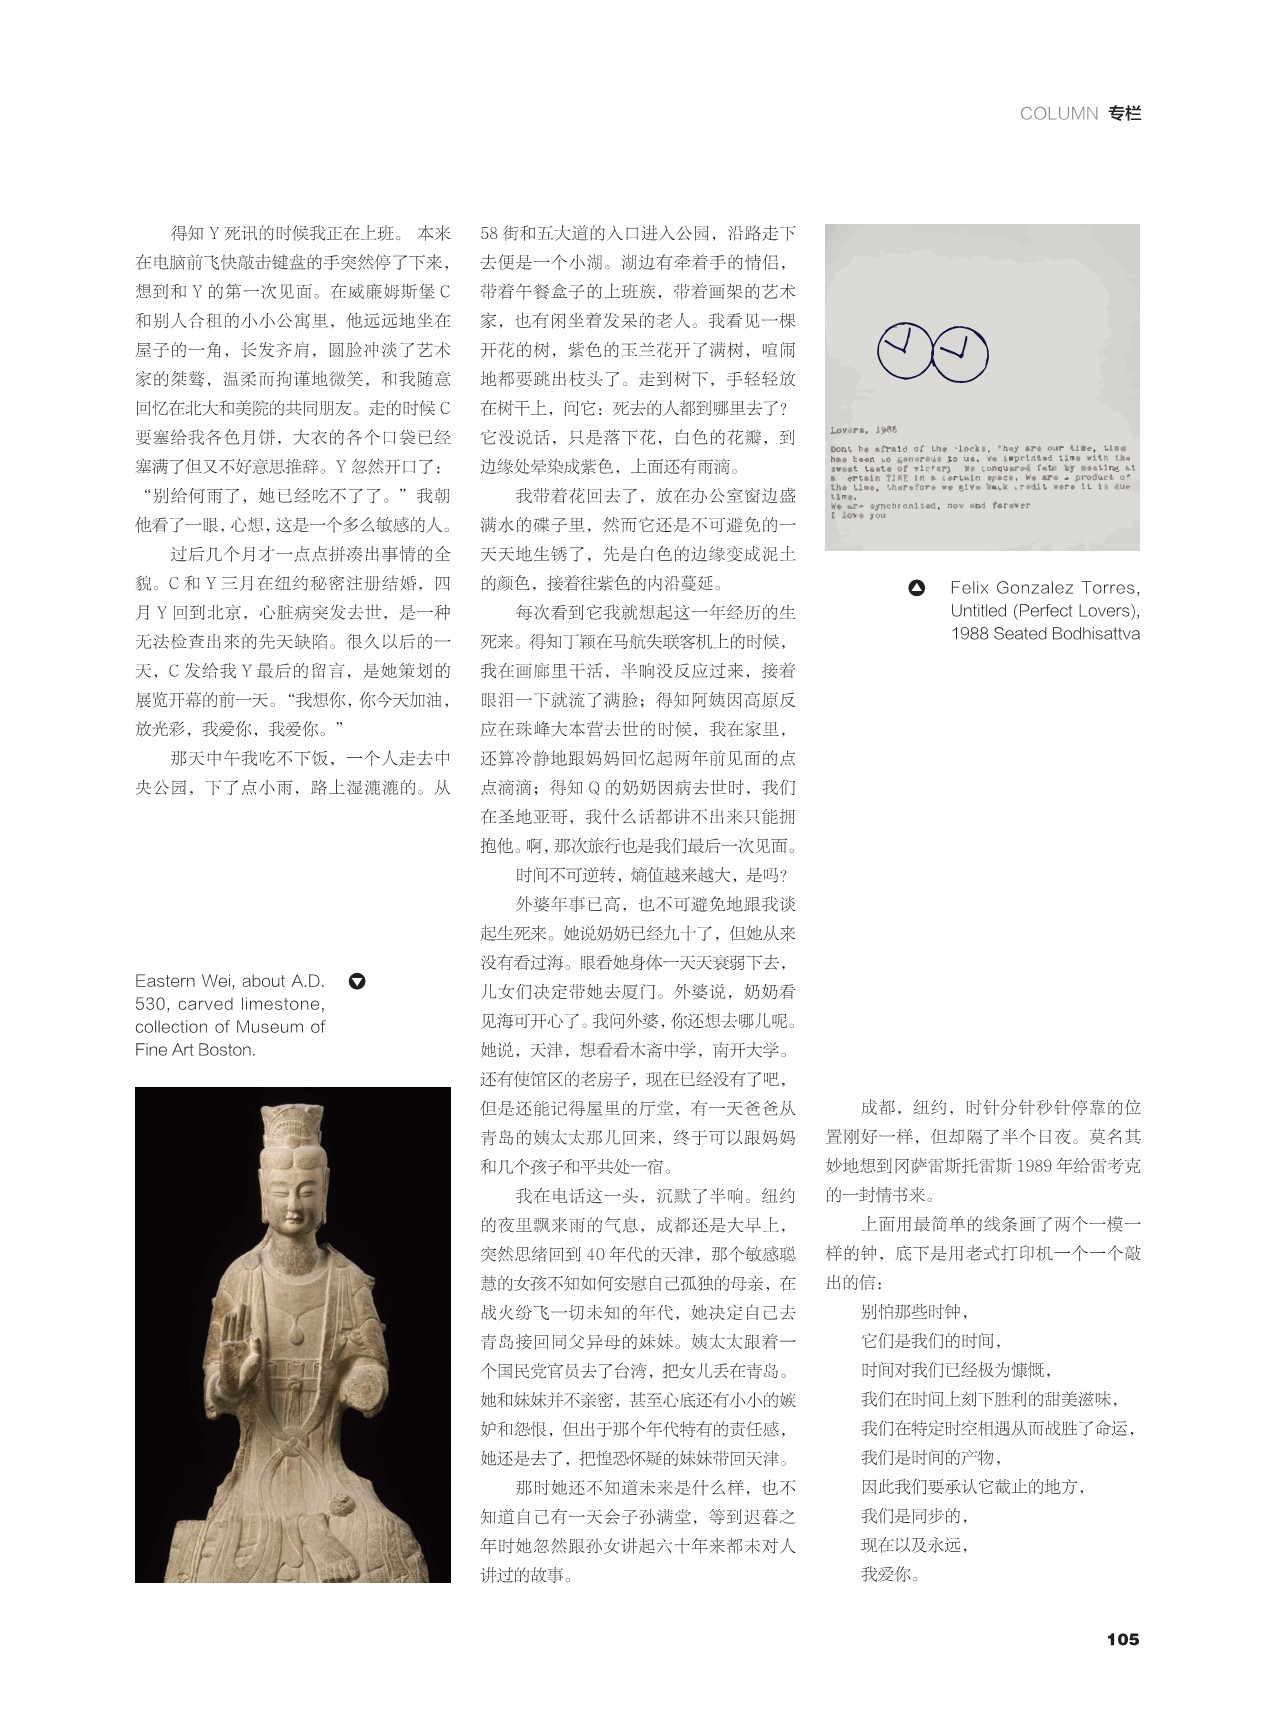 COLUMN 专栏
得知 Y 死讯的时候我正在上班。 本来
在电脑前飞快敲击键盘的手突然停了下来，
想到和 Y 的第一次见面。在威廉姆斯堡 C
和别人合租的小小公寓里，他远远地坐在
屋子的一角，长发齐肩，圆脸冲淡了艺术
家的桀骜，温柔而拘谨地微笑，和我随意
回忆在北大和美院的共同朋友。走的时候 C
要塞给我各色月饼，大衣的各个口袋已经
塞满了但又不好意思推辞。Y 忽然开口了：
“别给何雨了，她已经吃不了了。”我朝
他看了一眼，心想，这是一个多么敏感的人。
过后几个月才一点点拼凑出事情的全
貌。C 和 Y 三月在纽约秘密注册结婚，四
月 Y 回到北京，心脏病突发去世，是一种
无法检查出来的先天缺陷。很久以后的一
天，C 发给我 Y 最后的留言，是她策划的
展览开幕的前一天。“我想你，你今天加油，
放光彩，我爱你，我爱你。”
那天中午我吃不下饭，一个人走去中
央公园，下了点小雨，路上湿漉漉的。从
Eastern Wei, about A.D.
530, carved limestone,
collection of Museum of
Fine Art Boston.
58 街和五大道的入口进入公园，沿路走下
去便是一个小湖。湖边有牵着手的情侣，
带着午餐盒子的上班族，带着画架的艺术
家，也有闲坐着发呆的老人。我看见一棵
开花的树，紫色的玉兰花开了满树，喧闹
地都要跳出枝头了。走到树下，手轻轻放
在树干上，问它：死去的人都到哪里去了？
它没说话，只是落下花，白色的花瓣，到
边缘处晕染成紫色，上面还有雨滴。
我带着花回去了，放在办公室窗边盛
满水的碟子里，然而它还是不可避免的一
天天地生锈了，先是白色的边缘变成泥土
的颜色，接着往紫色的内沿蔓延。
每次看到它我就想起这一年经历的生
死来。得知丁颖在马航失联客机上的时候，
我在画廊里干活，半晌没反应过来，接着
眼泪一下就流了满脸；得知阿姨因高原反
应在珠峰大本营去世的时候，我在家里，
还算冷静地跟妈妈回忆起两年前见面的点
点滴滴；得知 Q 的奶奶因病去世时，我们
在圣地亚哥，我什么话都讲不出来只能拥
抱他。啊，那次旅行也是我们最后一次见面。
时间不可逆转，熵值越来越大，是吗？
外婆年事已高，也不可避免地跟我谈
起生死来。她说奶奶已经九十了，但她从来
没有看过海。眼看她身体一天天衰弱下去，
儿女们决定带她去厦门。外婆说，奶奶看
见海可开心了。我问外婆，你还想去哪儿呢。
她说，天津，想看看木斋中学，南开大学。
还有使馆区的老房子，现在已经没有了吧，
但是还能记得屋里的厅堂，有一天爸爸从
青岛的姨太太那儿回来，终于可以跟妈妈
和几个孩子和平共处一宿。
我在电话这一头，沉默了半晌。纽约
的夜里飘来雨的气息，成都还是大早上，
突然思绪回到 40 年代的天津，那个敏感聪
慧的女孩不知如何安慰自己孤独的母亲，在
战火纷飞一切未知的年代，她决定自己去
青岛接回同父异母的妹妹。姨太太跟着一
个国民党官员去了台湾，把女儿丢在青岛。
她和妹妹并不亲密，甚至心底还有小小的嫉
妒和怨恨，但出于那个年代特有的责任感，
她还是去了，把惶恐怀疑的妹妹带回天津。
那时她还不知道未来是什么样，也不
知道自己有一天会子孙满堂，等到迟暮之
年时她忽然跟孙女讲起六十年来都未对人
讲过的故事。
Lovers, 1988
Dont be afraid of the clocks, they are our time, time
has been so generous to us. We imprinted time with the
sweet taste of victory. We conquered fate by meeting at
a certain TIME in a certain space. We are a product of
the time, therefore we give back credit were it is due
time.
We are synchronized, now and forever
I love you
Felix Gonzalez Torres,
Untitled (Perfect Lovers),
1988 Seated Bodhisattva
成都，纽约，时针分针秒针停靠的位
置刚好一样，但却隔了半个日夜。莫名其
妙地想到冈萨雷斯托雷斯 1989 年给雷考克
的一封情书来。
上面用最简单的线条画了两个一模一
样的钟，底下是用老式打印机一个一个敲
出的信：
别怕那些时钟，
它们是我们的时间，
时间对我们已经极为慷慨，
我们在时间上刻下胜利的甜美滋味，
我们在特定时空相遇从而战胜了命运，
我们是时间的产物，
因此我们要承认它截止的地方，
我们是同步的，
现在以及永远，
我爱你。
105